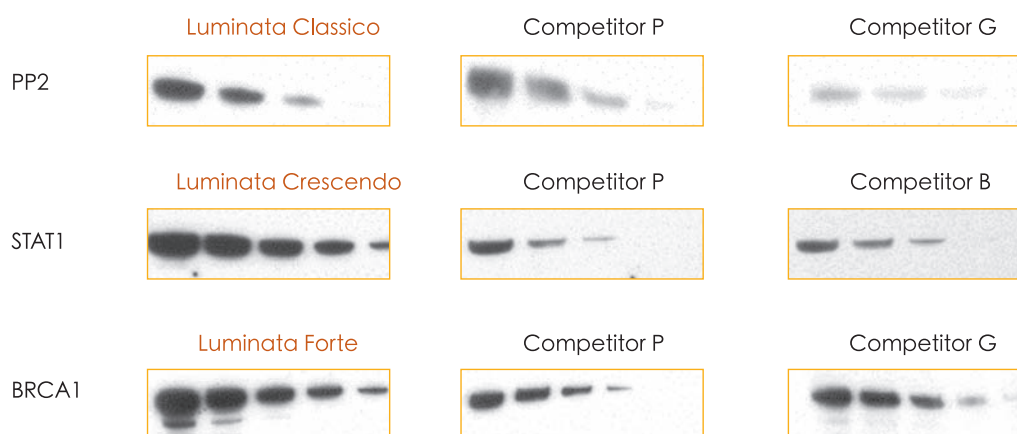 Luminata Classico Competitor P Competitor G
PP2
Luminata Crescendo Competitor P Competitor B
STAT1
Luminata Forte Competitor P Competitor G
BRCA1